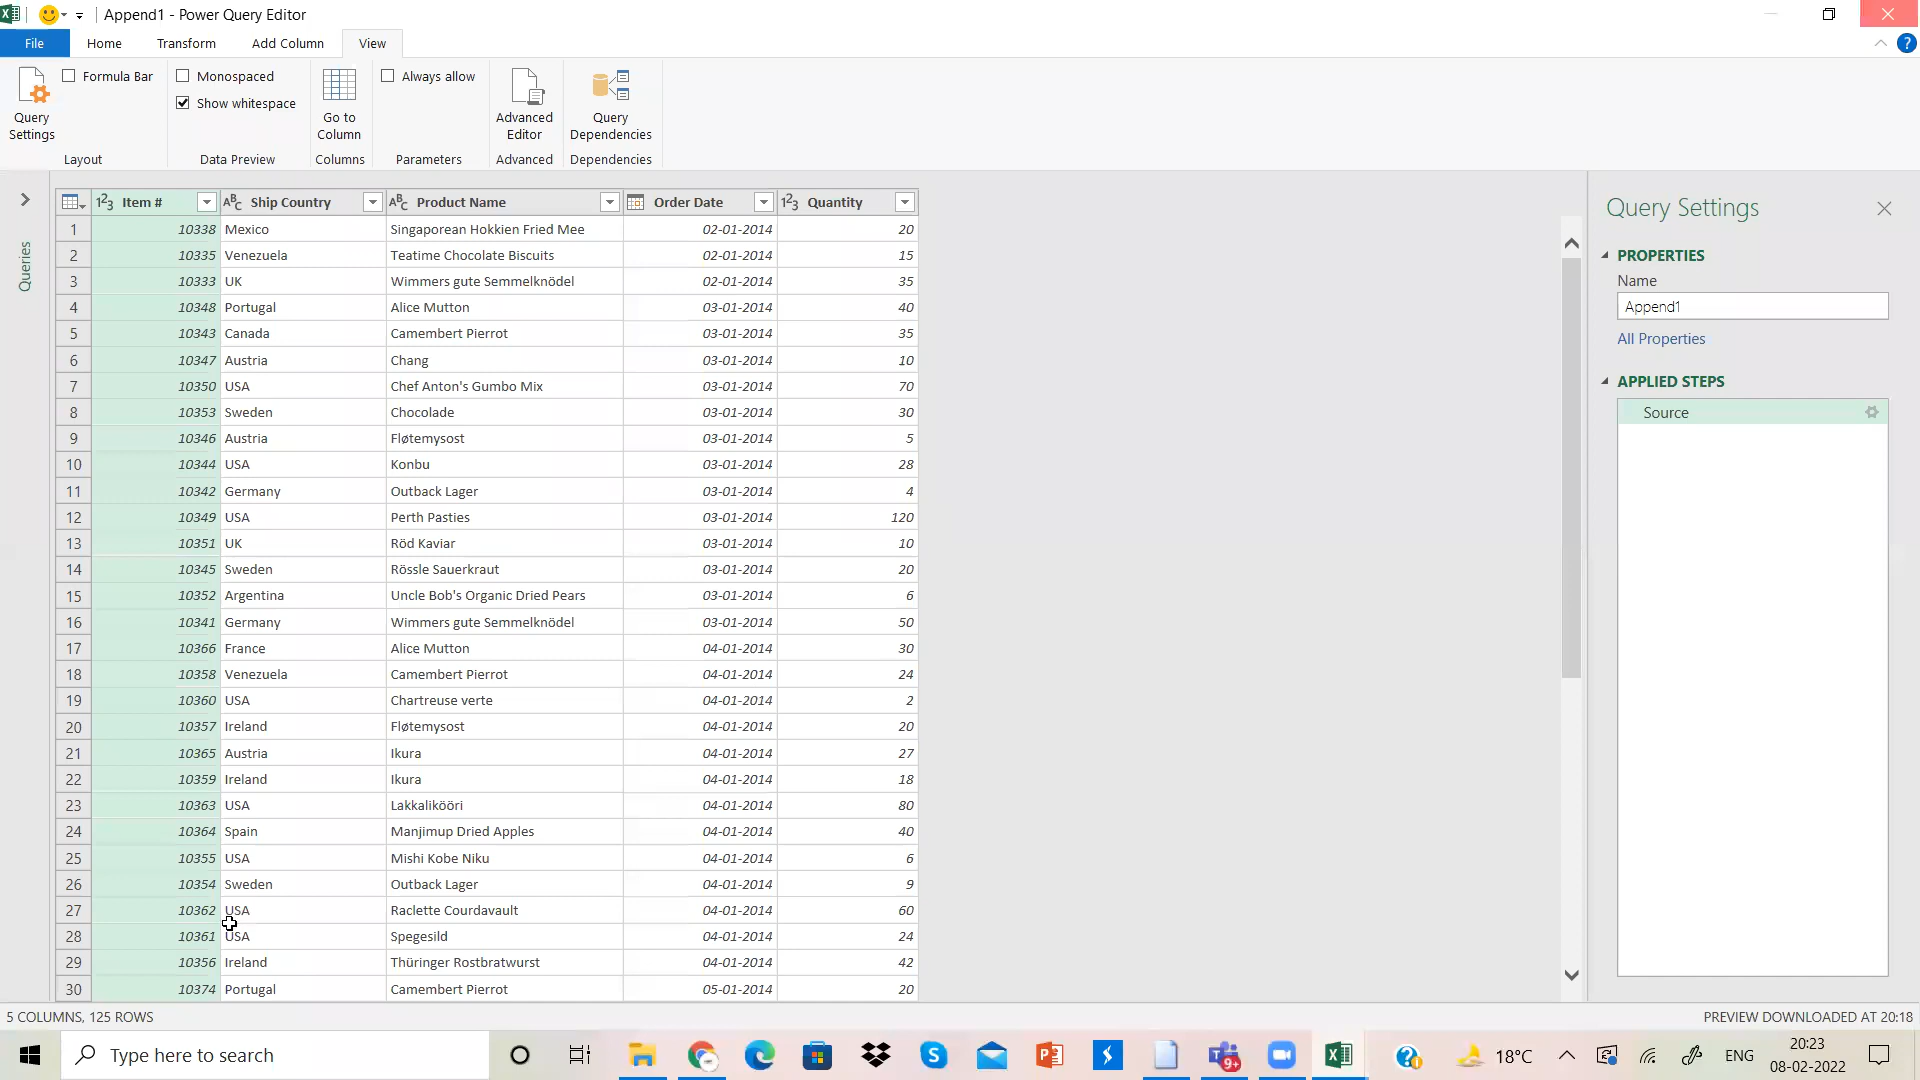 Append1 - Power Query Editor
File Home Transform Add Column View
Query Settings
Formula Bar
Layout
Monospaced
Show whitespace
Data Preview
Go to Column
Columns
Always allow
Parameters
Advanced Editor
Advanced
Query Dependencies
Dependencies
Queries
Item # Ship Country Product Name Order Date Quantity
1 10338 Mexico Singaporean Hokkien Fried Mee 02-01-2014 20
2 10335 Venezuela Teatime Chocolate Biscuits 02-01-2014 15
3 10333 UK Wimmers gute Semmelknödel 02-01-2014 35
4 10348 Portugal Alice Mutton 03-01-2014 40
5 10343 Canada Camembert Pierrot 03-01-2014 35
6 10347 Austria Chang 03-01-2014 10
7 10350 USA Chef Anton's Gumbo Mix 03-01-2014 70
8 10353 Sweden Chocolade 03-01-2014 30
9 10346 Austria Fløtemysost 03-01-2014 5
10 10344 USA Konbu 03-01-2014 28
11 10342 Germany Outback Lager 03-01-2014 4
12 10349 USA Perth Pasties 03-01-2014 120
13 10351 UK Röd Kaviar 03-01-2014 10
14 10345 Sweden Rössle Sauerkraut 03-01-2014 20
15 10352 Argentina Uncle Bob's Organic Dried Pears 03-01-2014 6
16 10341 Germany Wimmers gute Semmelknödel 03-01-2014 50
17 10366 France Alice Mutton 04-01-2014 30
18 10358 Venezuela Camembert Pierrot 04-01-2014 24
19 10360 USA Chartreuse verte 04-01-2014 2
20 10357 Ireland Fløtemysost 04-01-2014 20
21 10365 Austria Ikura 04-01-2014 27
22 10359 Ireland Ikura 04-01-2014 18
23 10363 USA Lakkalikööri 04-01-2014 80
24 10364 Spain Manjimup Dried Apples 04-01-2014 40
25 10355 USA Mishi Kobe Niku 04-01-2014 6
26 10354 Sweden Outback Lager 04-01-2014 9
27 10362 USA Raclette Courdavault 04-01-2014 60
28 10361 USA Spegesild 04-01-2014 24
29 10356 Ireland Thüringer Rostbratwurst 04-01-2014 42
30 10374 Portugal Camembert Pierrot 05-01-2014 20
Query Settings
PROPERTIES
Name
Append1
All Properties
APPLIED STEPS
Source
5 COLUMNS, 125 ROWS
PREVIEW DOWNLOADED AT 20:18
Type here to search
9+
18°C
ENG
20:23
08-02-2022